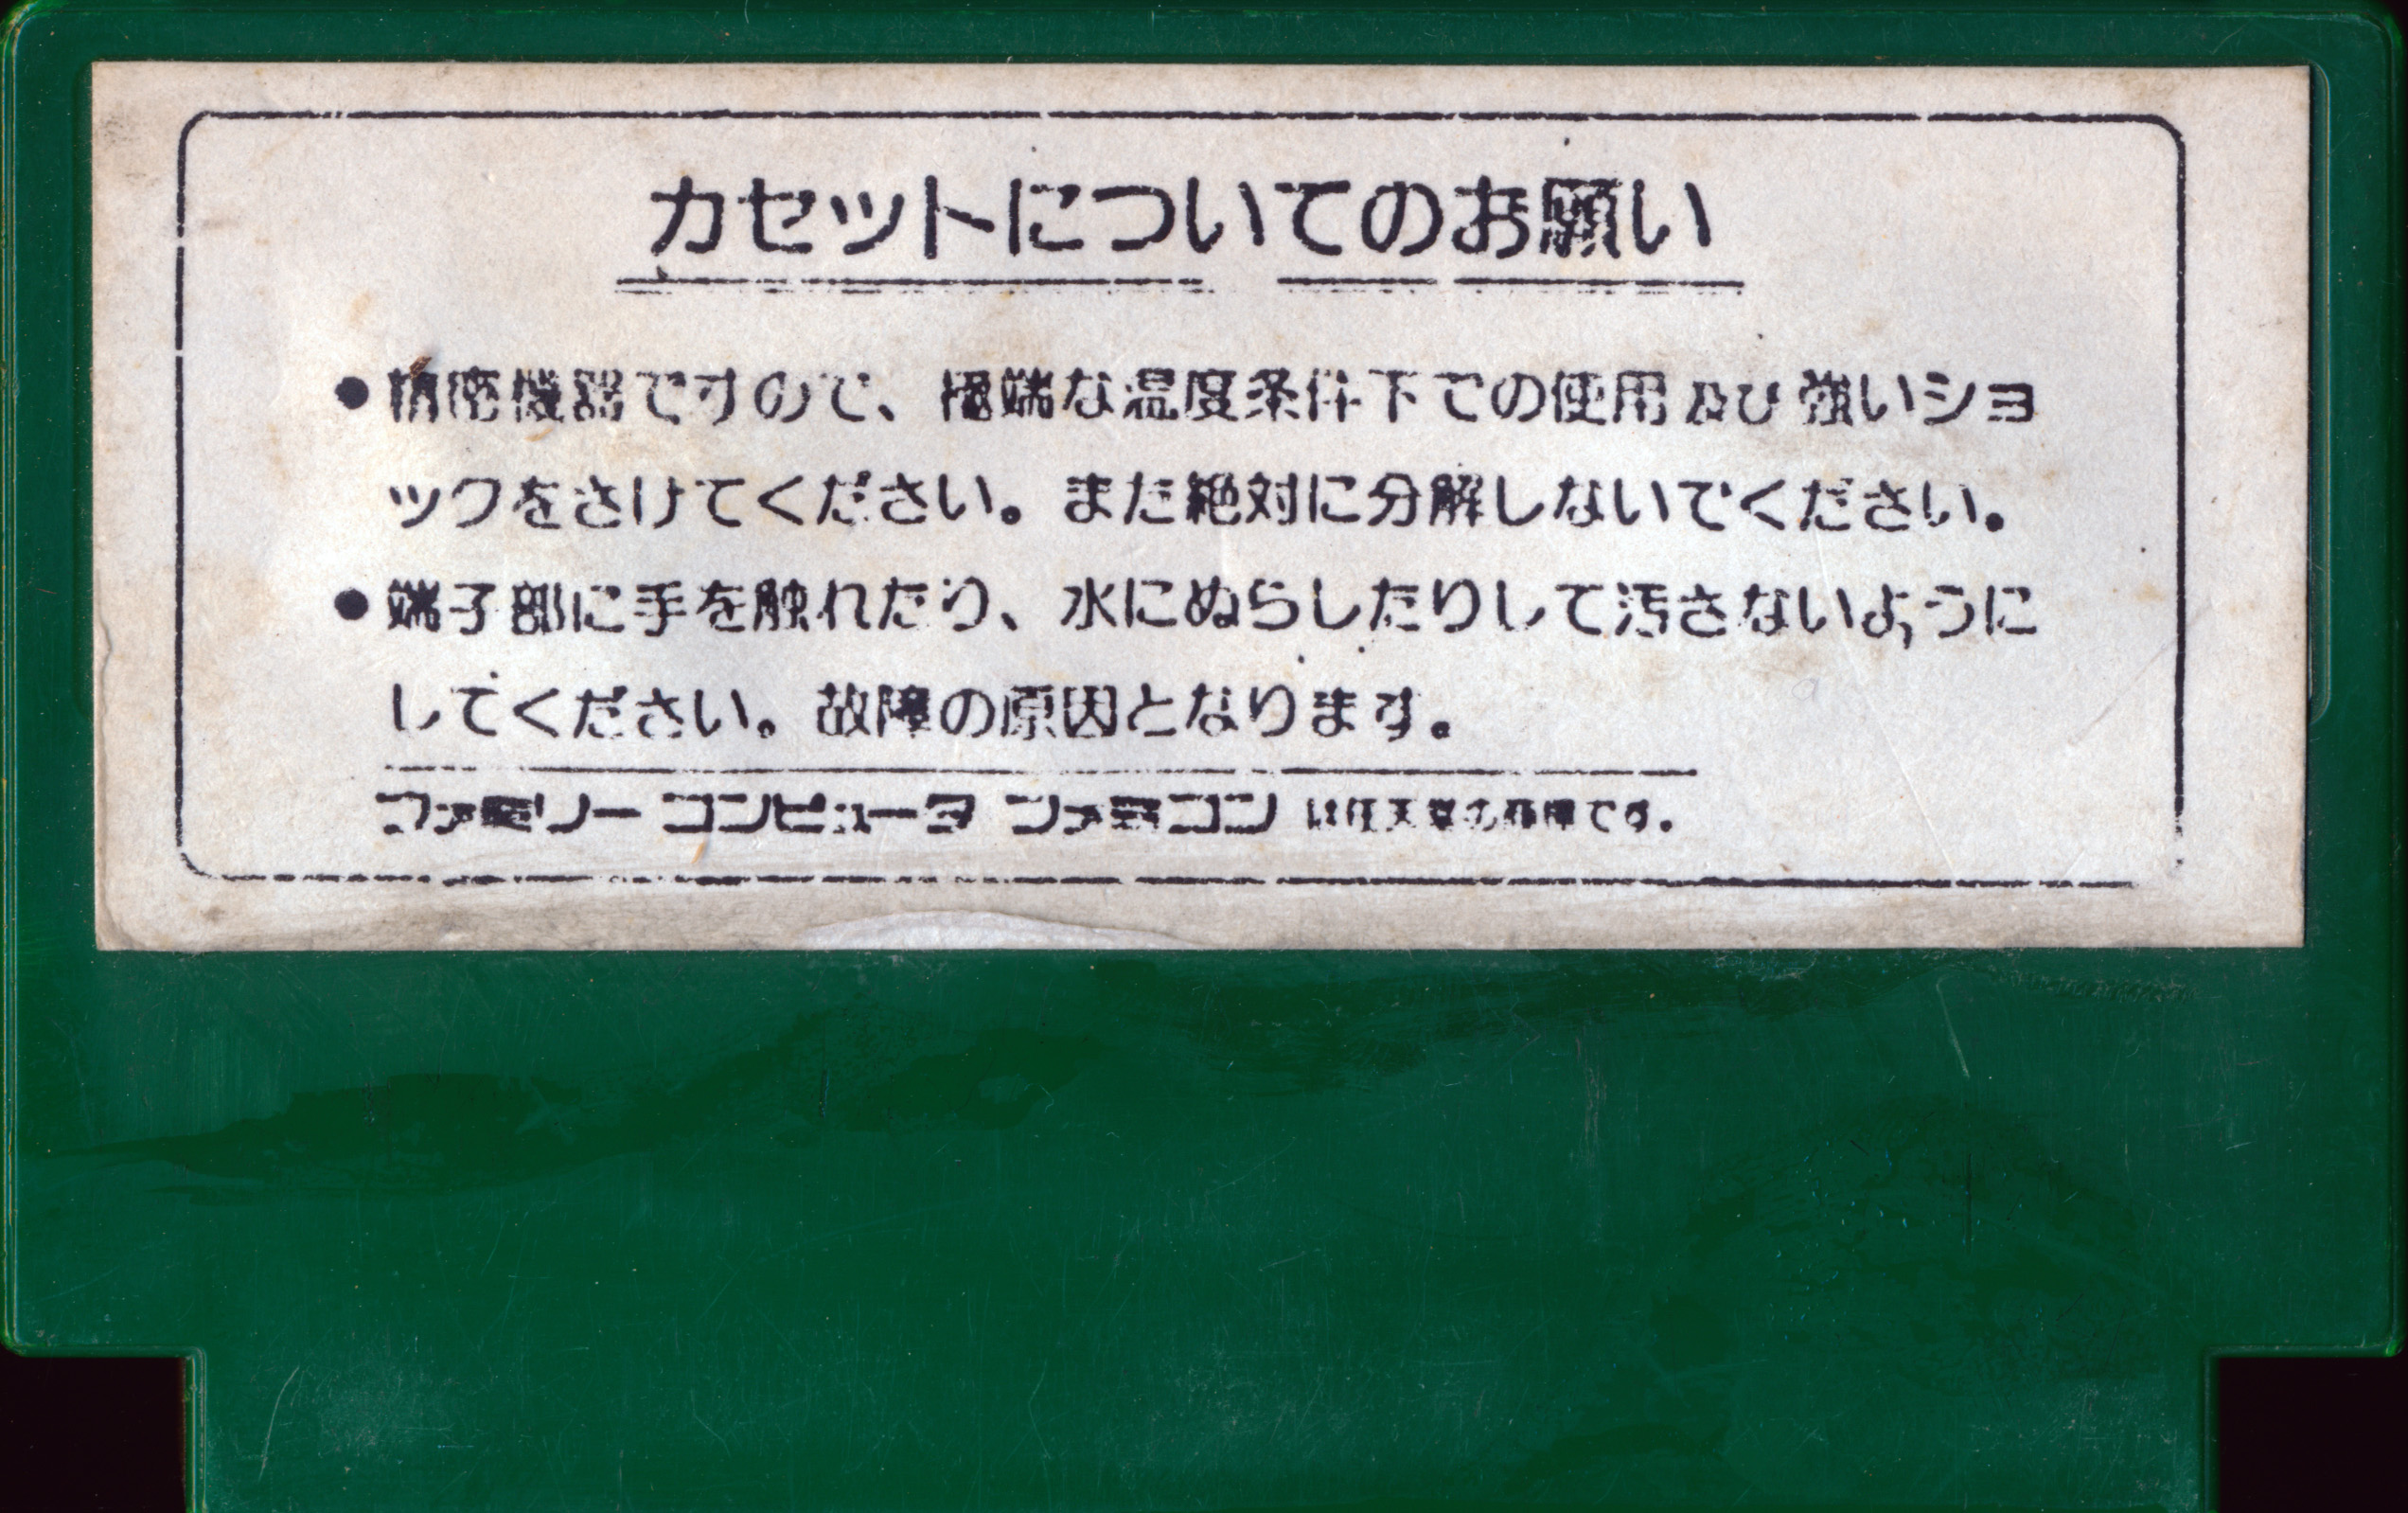 カセットについてのお願い
●精密機器ですので、極端な温度条件下での使用及び強いショ
ックをさけてください。また絶対に分解しないでください。
●端子部に手を触れたり、水にぬらしたりして汚さないように
してください。故障の原因となります。
ファミリーコンピュータ ファミコンは任天堂の商標です。